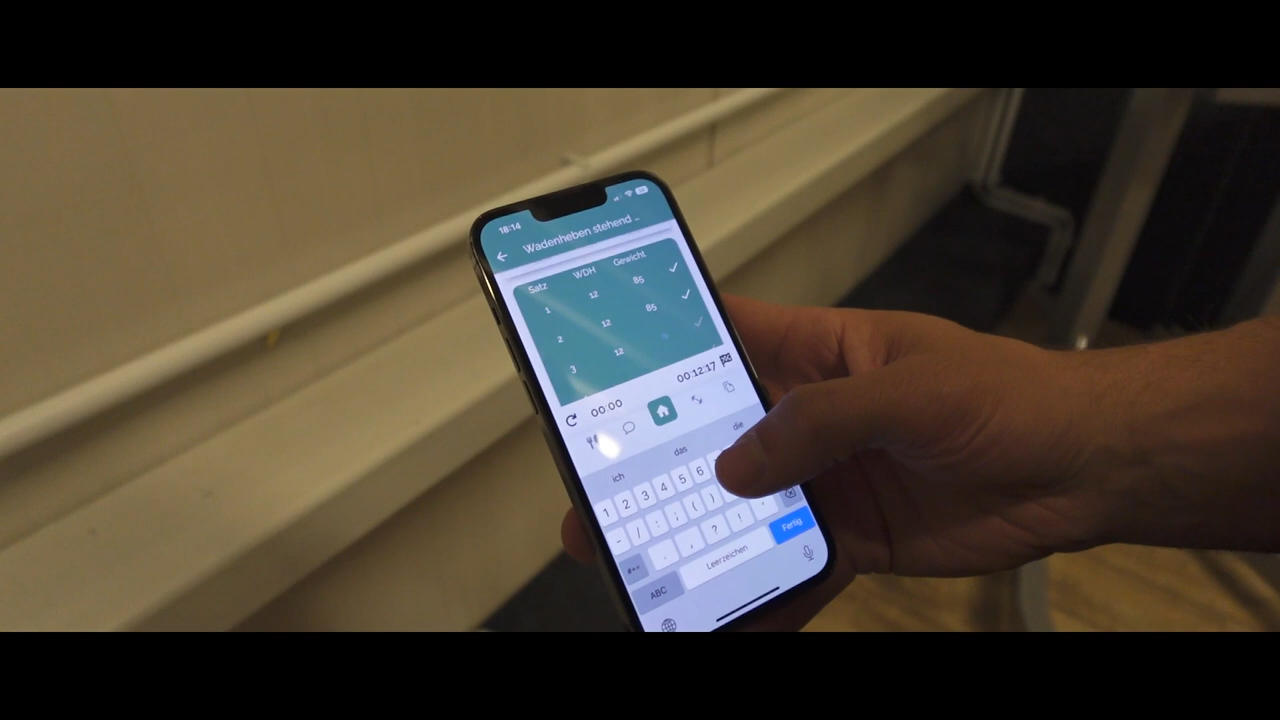 18:14
Wadenheben stehend ..
Satz WDH Gewicht
1 12 85
2 12 85
3 12
00:00 00:12:17
ich das die
1 2 3 4 5 6
- / : ; ( )
#+= . , ? ! '
ABC Leerzeichen Fertig